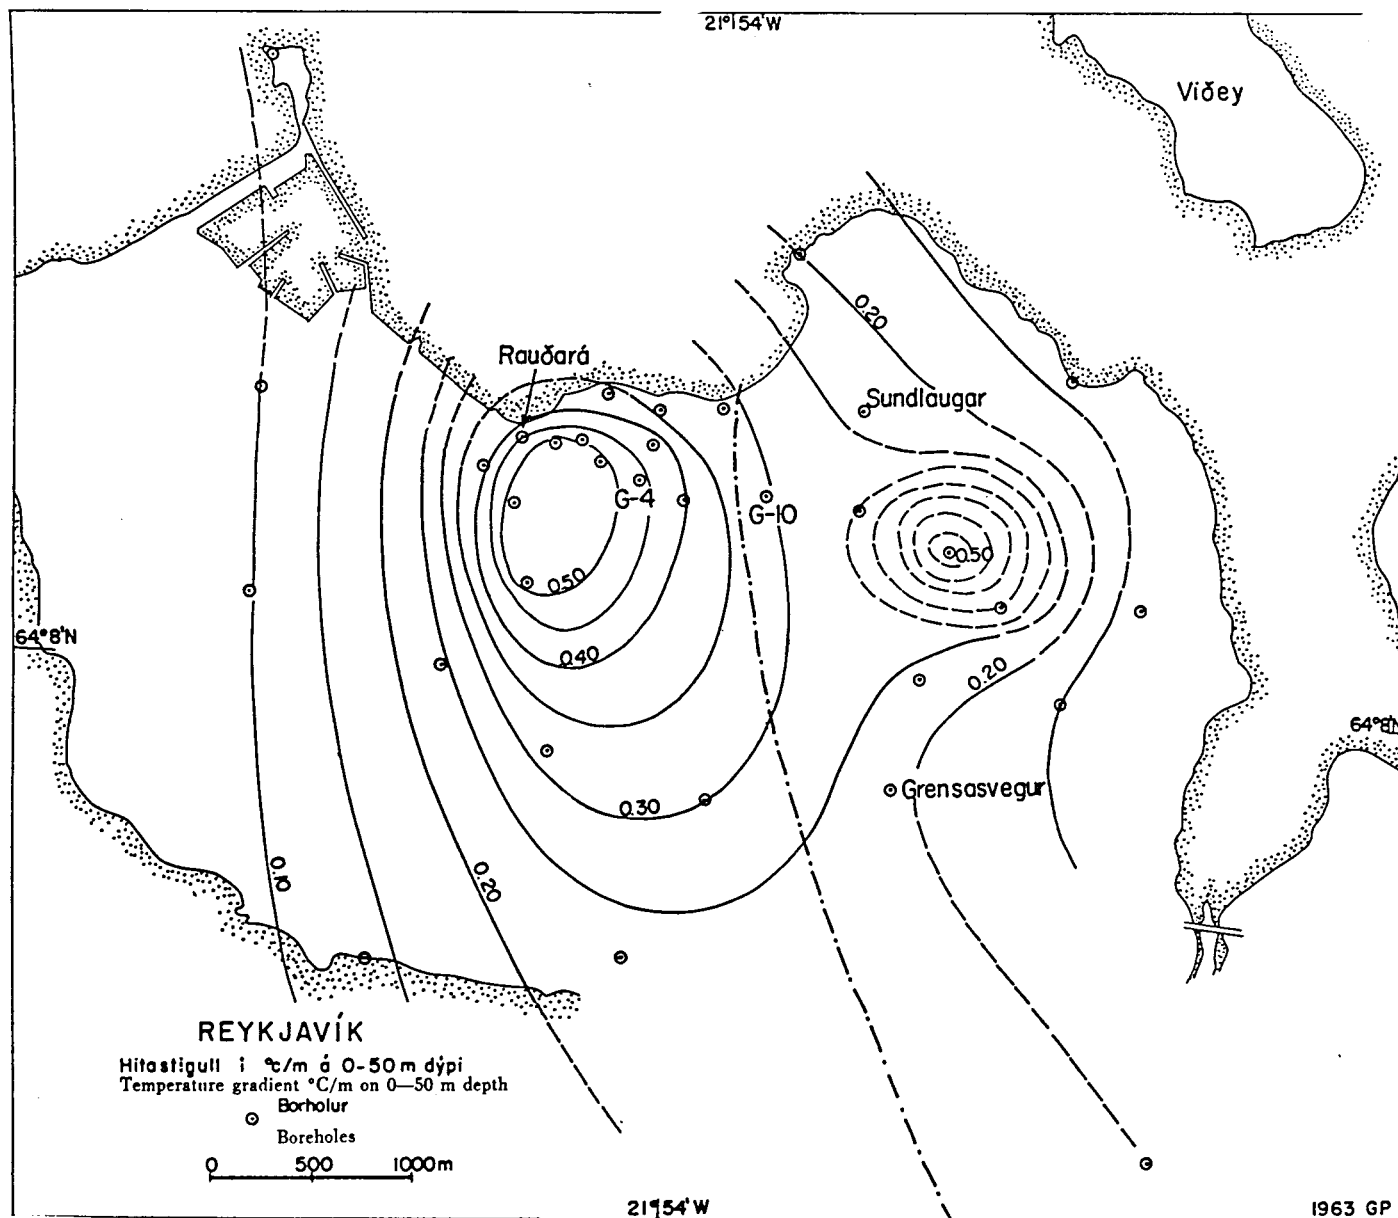 21°54'W
Viðey
0.20
Rauðará
Sundlaugar
G-4
G-10
0.50
0.50
64°8'N
0.40
0.20
64°8'N
Grensasvegur
0.30
0.10
0.20
REYKJAVÍK
Hitastigull i °c/m á 0-50 m dýpi
Temperature gradient °C/m on 0—50 m depth
Borholur
Boreholes
0 500 1000m
21°54'W
1963 GP